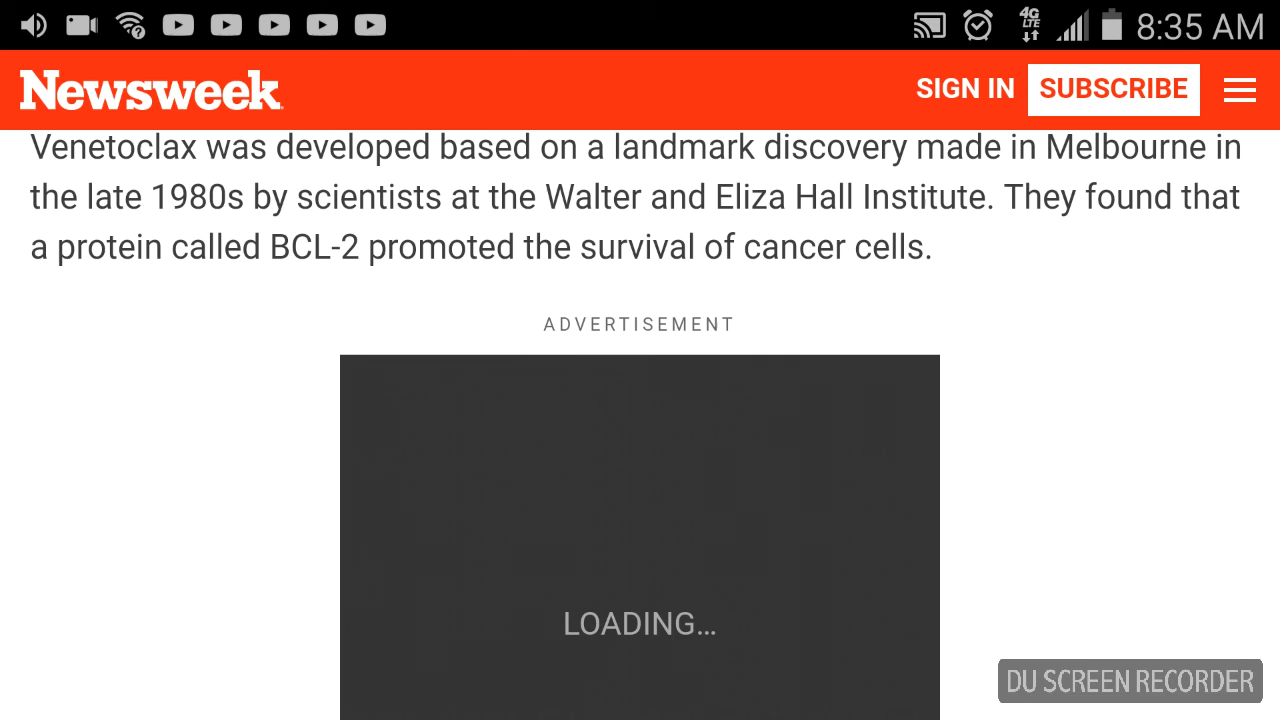 4G LTE 8:35 AM
Newsweek SIGN IN SUBSCRIBE
Venetoclax was developed based on a landmark discovery made in Melbourne in
the late 1980s by scientists at the Walter and Eliza Hall Institute. They found that
a protein called BCL-2 promoted the survival of cancer cells.
ADVERTISEMENT
LOADING...
DU SCREEN RECORDER